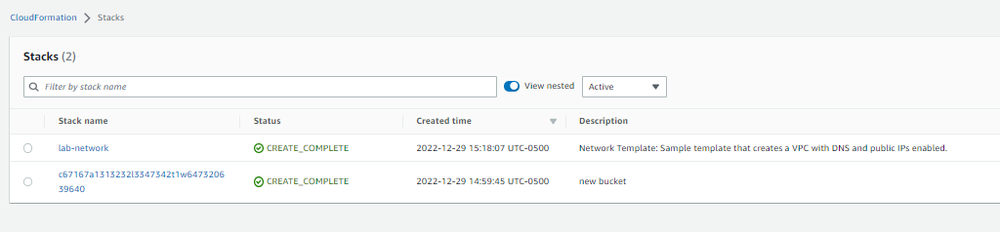 CloudFormation > Stacks
Stacks (2)
Filter by stack name View nested Active
Stack name Status Created time Description
lab-network CREATE_COMPLETE 2022-12-29 15:18:07 UTC-0500 Network Template: Sample template that creates a VPC with DNS and public IPs enabled.
c67167a1313232l3347342t1w6473206 CREATE_COMPLETE 2022-12-29 14:59:45 UTC-0500 new bucket
39640